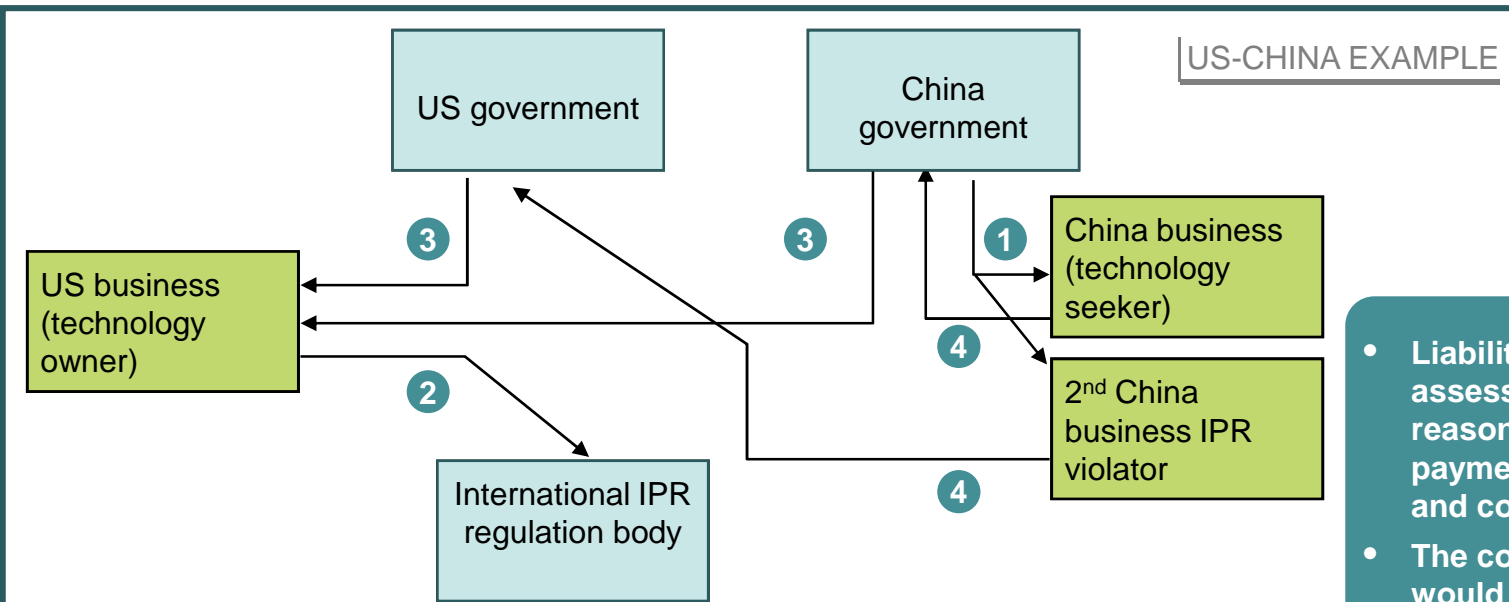 US-CHINA EXAMPLE
US government
China
government
3
3
1
China business
(technology
seeker)
US business
(technology
owner)
4
2
2nd China
business IPR
violator
4
International IPR
regulation body
• Liabilit
assess
reason
payme
and co
• The co
would